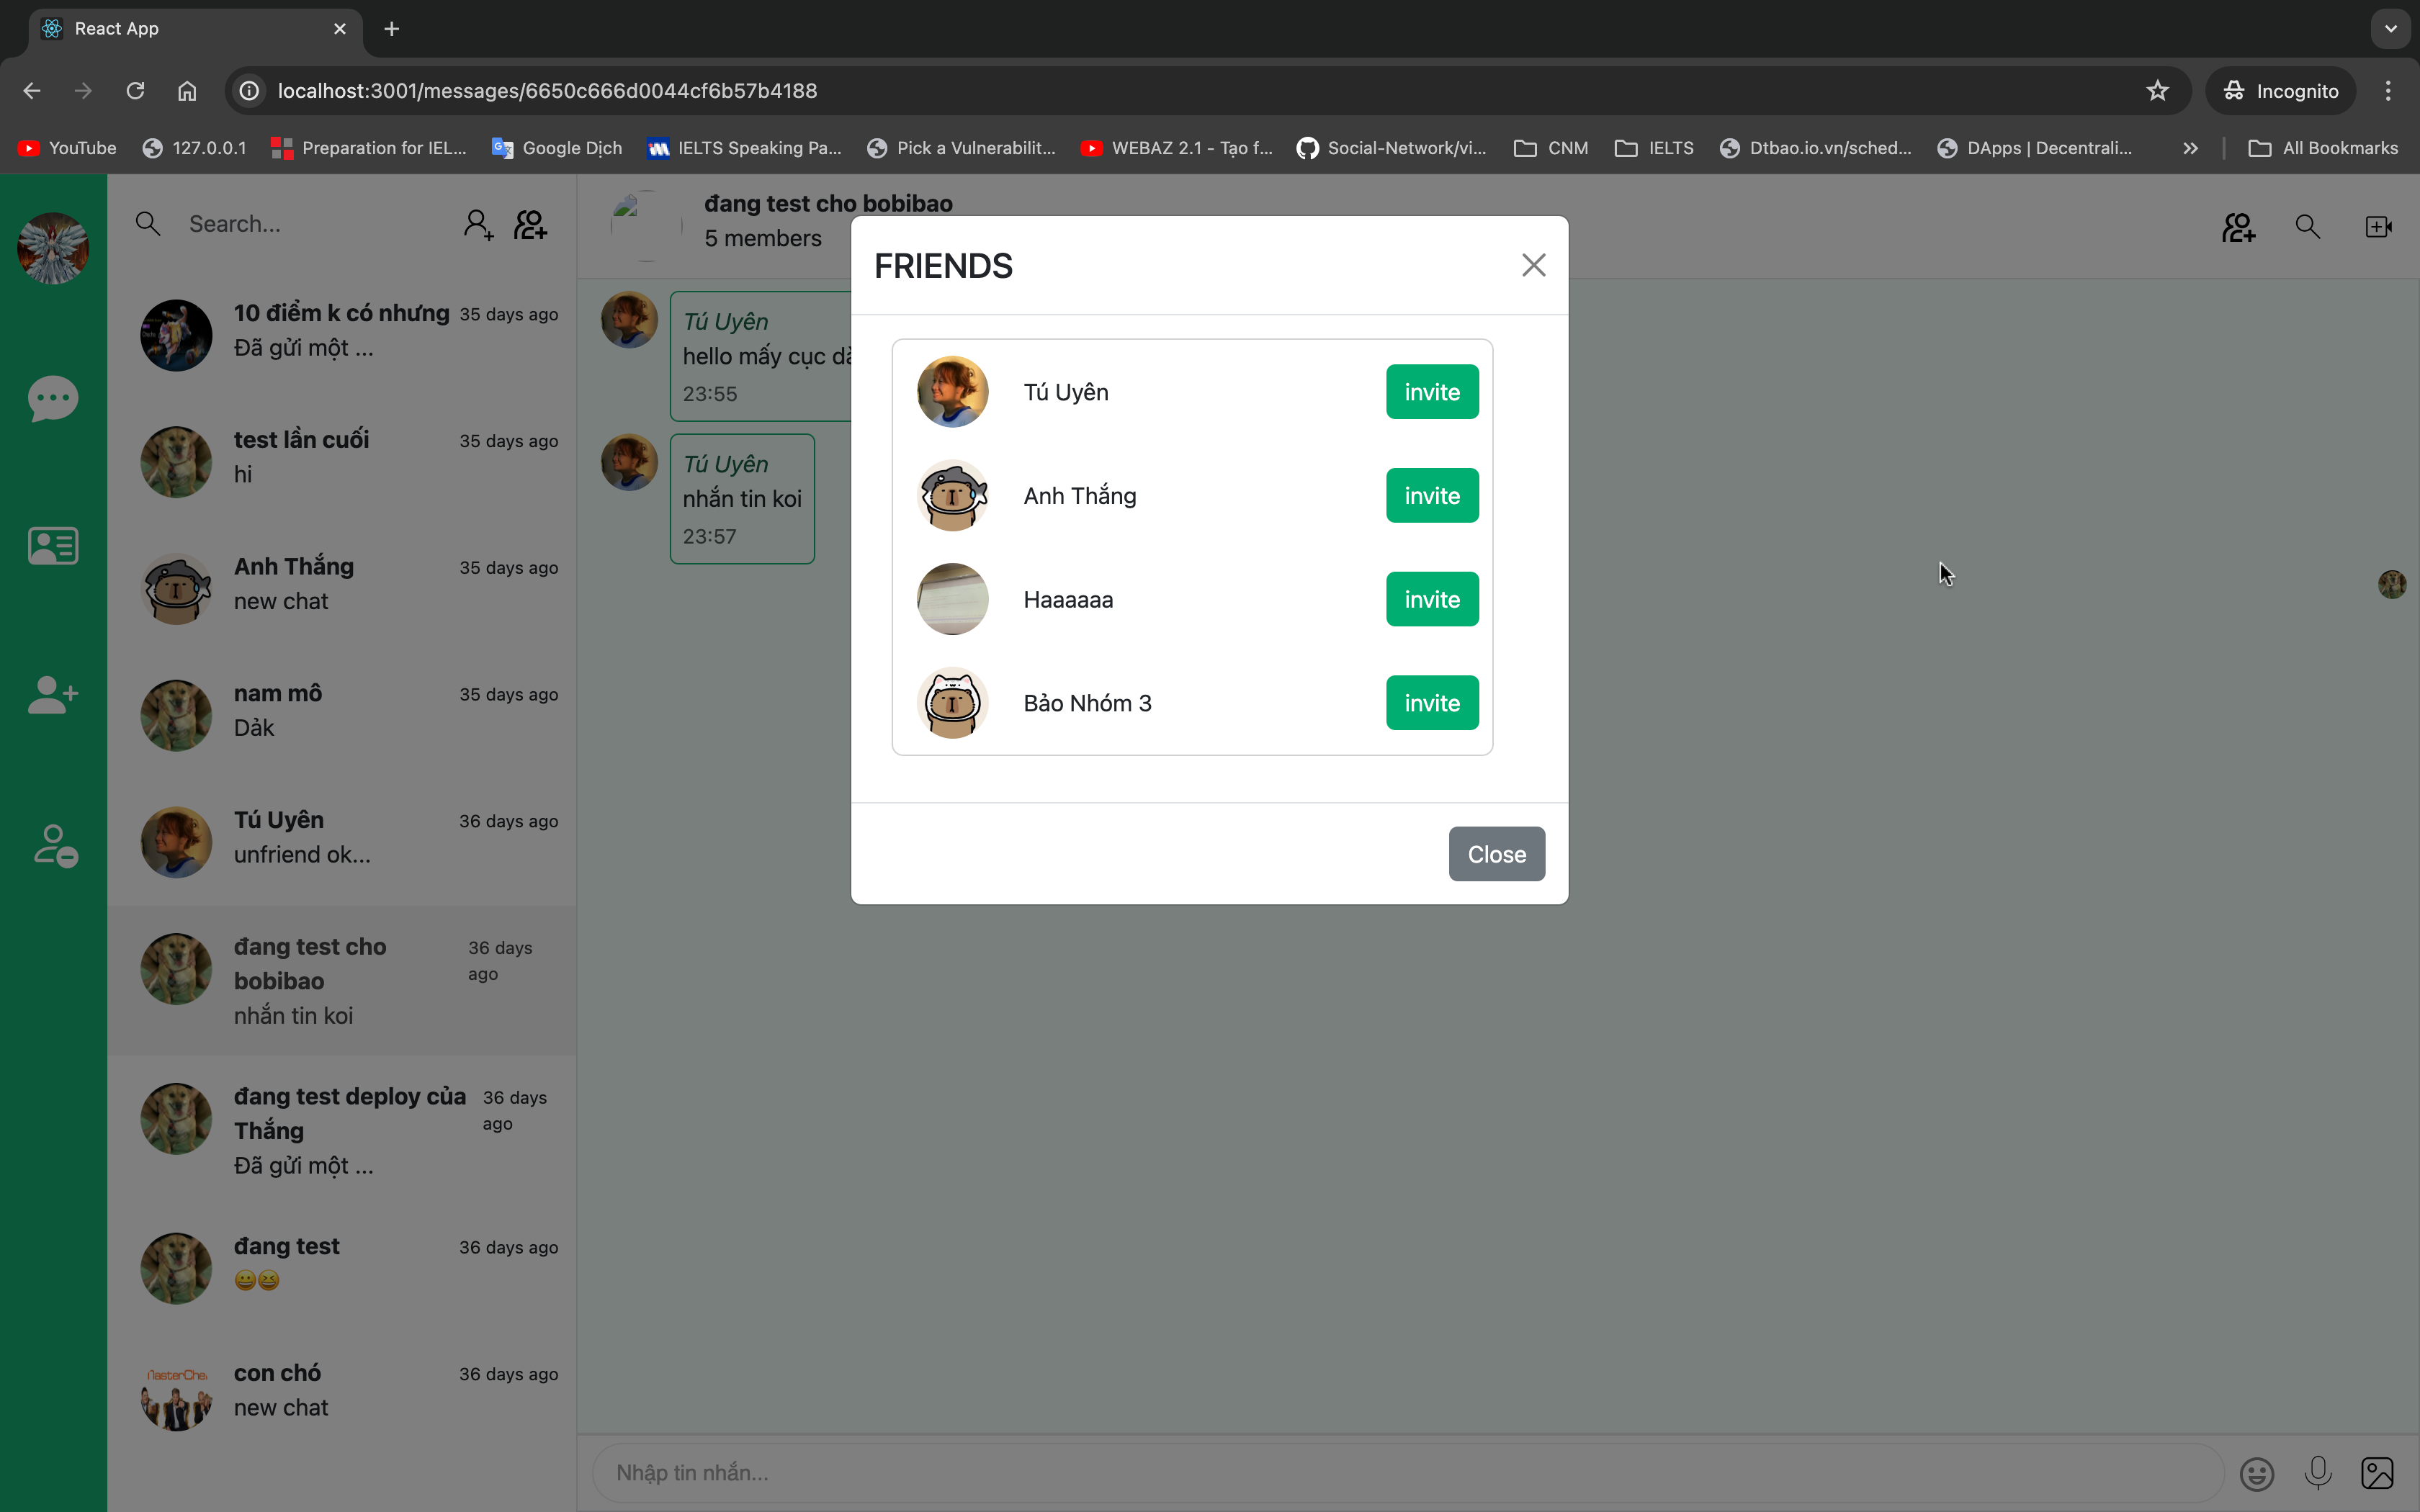 React App
localhost:3001/messages/6650c666d0044cf6b57b4188
Incognito
YouTube
127.0.0.1
Preparation for IEL...
Google Dịch
IELTS Speaking Pa...
Pick a Vulnerabilit...
WEBAZ 2.1 - Tạo f...
Social-Network/vi...
CNM
IELTS
Dtbao.io.vn/sched...
DApps | Decentrali...
All Bookmarks
Search...
10 điểm k có nhưng 35 days ago
Đã gửi một ...
test lần cuối 35 days ago
hi
Anh Thắng 35 days ago
new chat
nam mô 35 days ago
Dảk
Tú Uyên 36 days ago
unfriend ok...
đang test cho 36 days
bobibao ago
nhắn tin koi
đang test deploy của 36 days
Thắng ago
Đã gửi một ...
đang test 36 days ago
😀😆
con chó 36 days ago
new chat
đang test cho bobibao
5 members
Tú Uyên
hello mấy cục
23:55
Tú Uyên
nhắn tin koi
23:57
FRIENDS
Tú Uyên invite
Anh Thắng invite
Haaaaaa invite
Bảo Nhóm 3 invite
Close
Nhập tin nhắn...